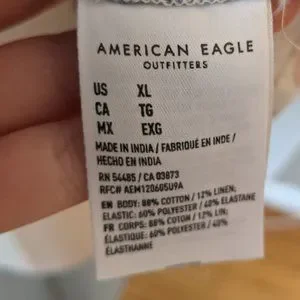 AMERICAN EAGLE
OUTFITTERS
US XL
CA TG
MX EXG
MADE IN INDIA / FABRIQUÉ EN INDE /
HECHO EN INDIA
RN 54485 / CA 03873
RFC# AEM120605U9A
EN BODY: 88% COTTON / 12% LINEN;
ELASTIC: 60% POLYESTER / 40% ELASTANE
FR CORPS: 88% COTON / 12% LIN;
ÉLASTIQUE: 60% POLYESTER / 40%
ÉLASTHANNE